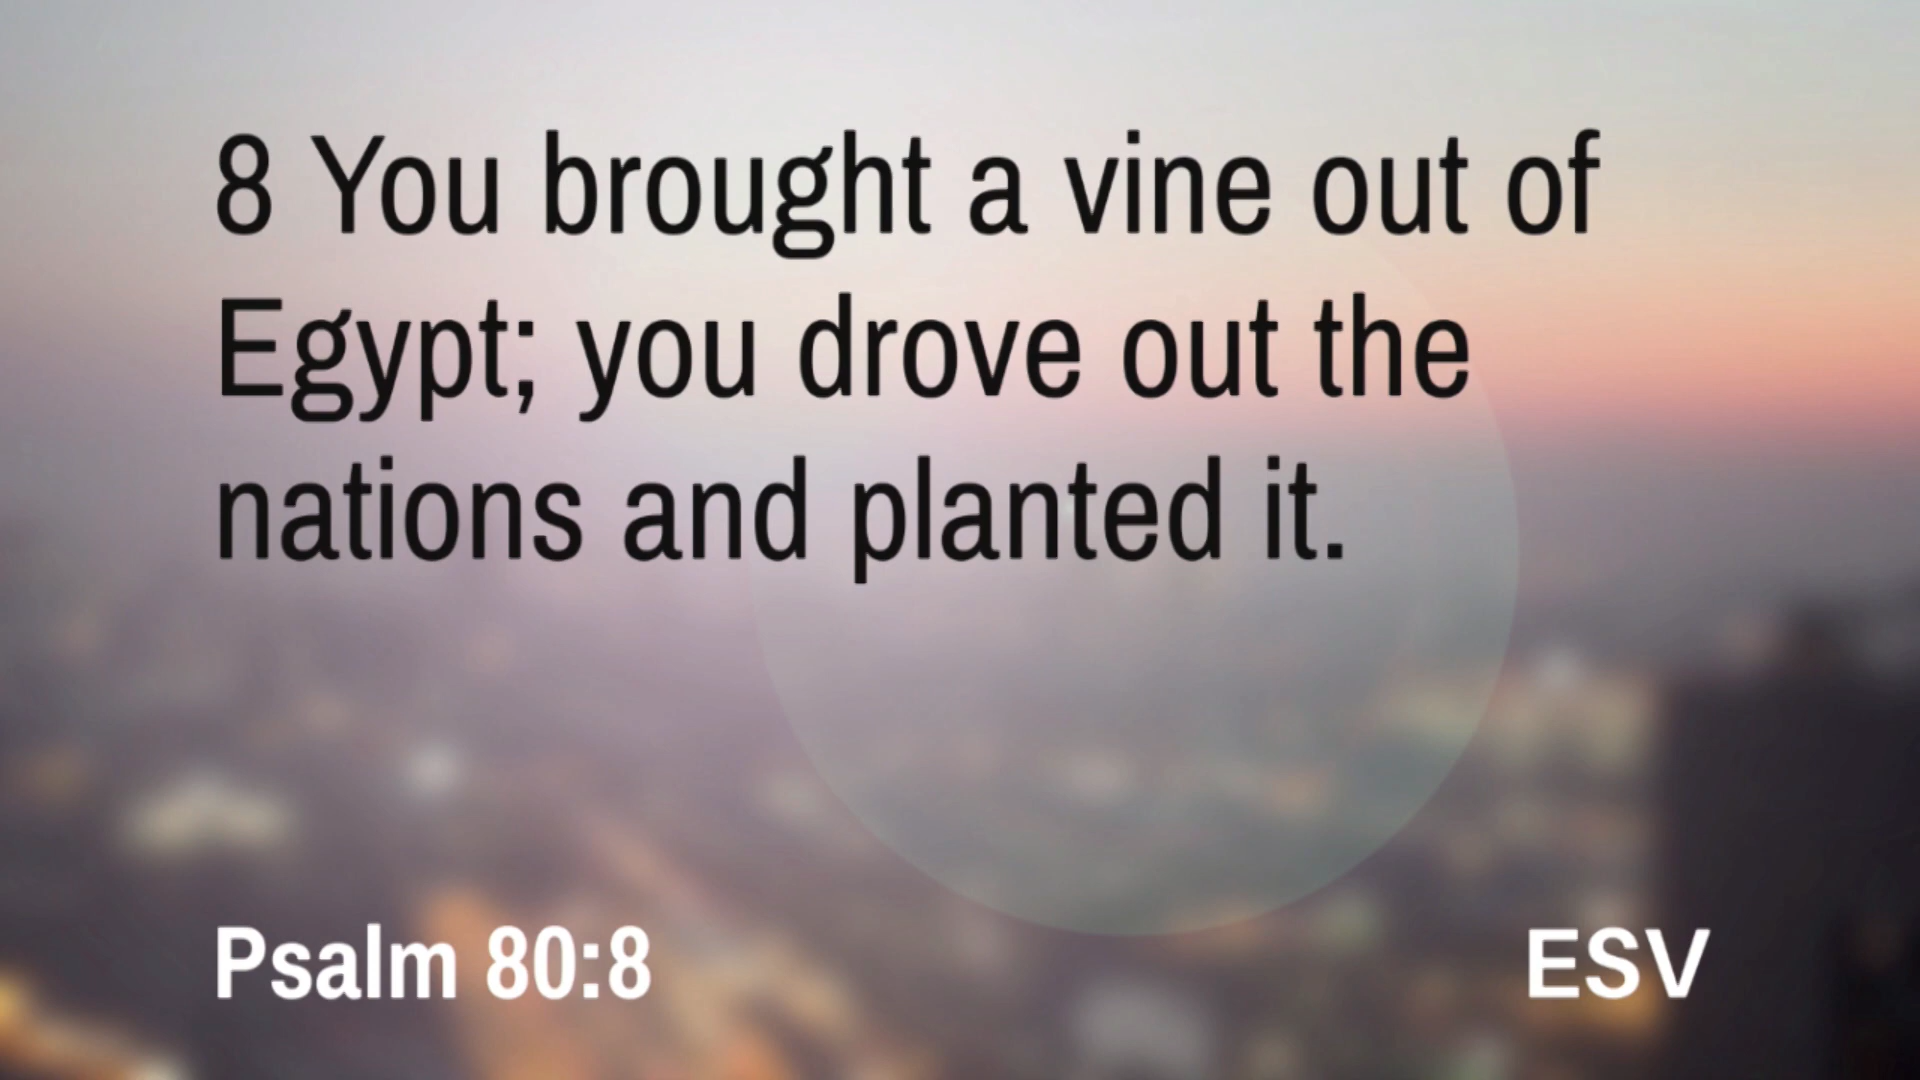 8 You brought a vine out of
Egypt; you drove out the
nations and planted it.
Psalm 80:8
ESV